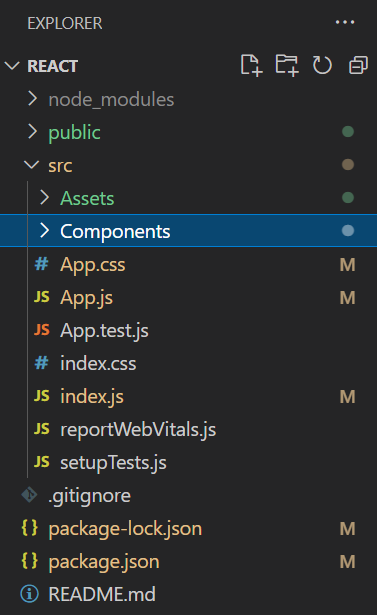 EXPLORER
REACT
node_modules
public
src
Assets
Components
# App.css M
JS App.js M
JS App.test.js
# index.css
JS index.js M
JS reportWebVitals.js
JS setupTests.js
.gitignore
{} package-lock.json M
{} package.json M
README.md